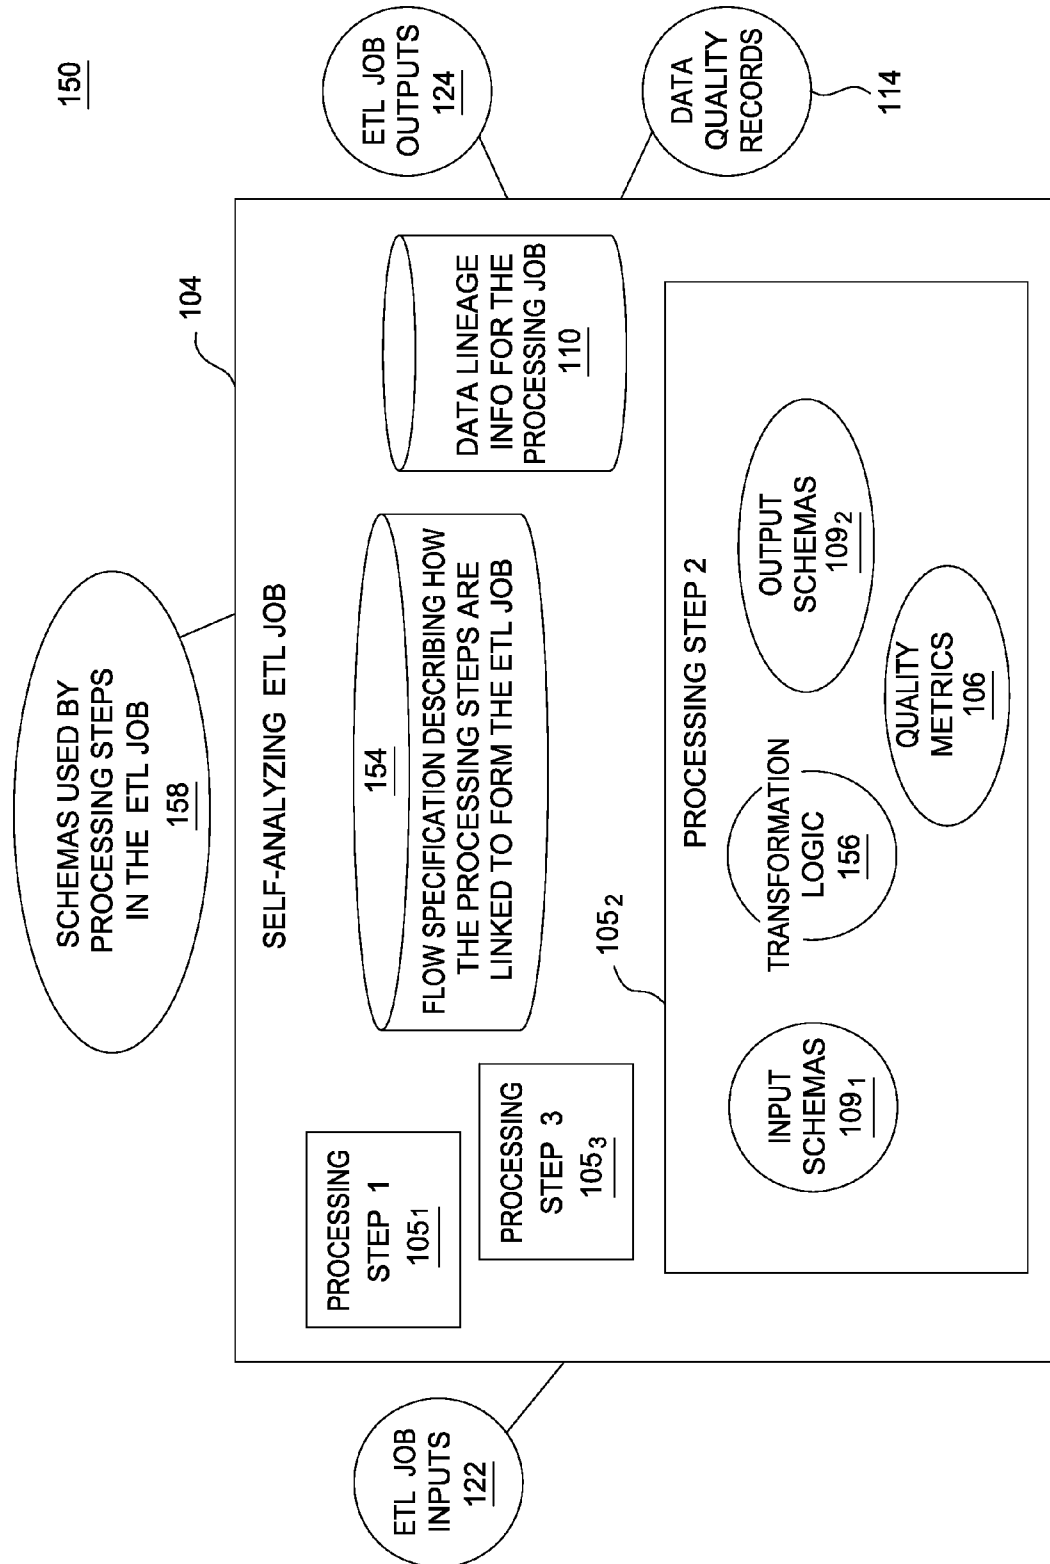 150
SCHEMAS USED BY
PROCESSING STEPS
IN THE ETL JOB
158
104
SELF-ANALYZING ETL JOB
ETL JOB
INPUTS
122
PROCESSING
STEP 1
105₁
PROCESSING
STEP 3
105₃
154
FLOW SPECIFICATION DESCRIBING HOW
THE PROCESSING STEPS ARE
LINKED TO FORM THE ETL JOB
DATA LINEAGE
INFO FOR THE
PROCESSING JOB
110
ETL JOB
OUTPUTS
124
DATA
QUALITY
RECORDS
114
105₂
PROCESSING STEP 2
INPUT
SCHEMAS
109₁
TRANSFORMATION
LOGIC
156
OUTPUT
SCHEMAS
109₂
QUALITY
METRICS
106